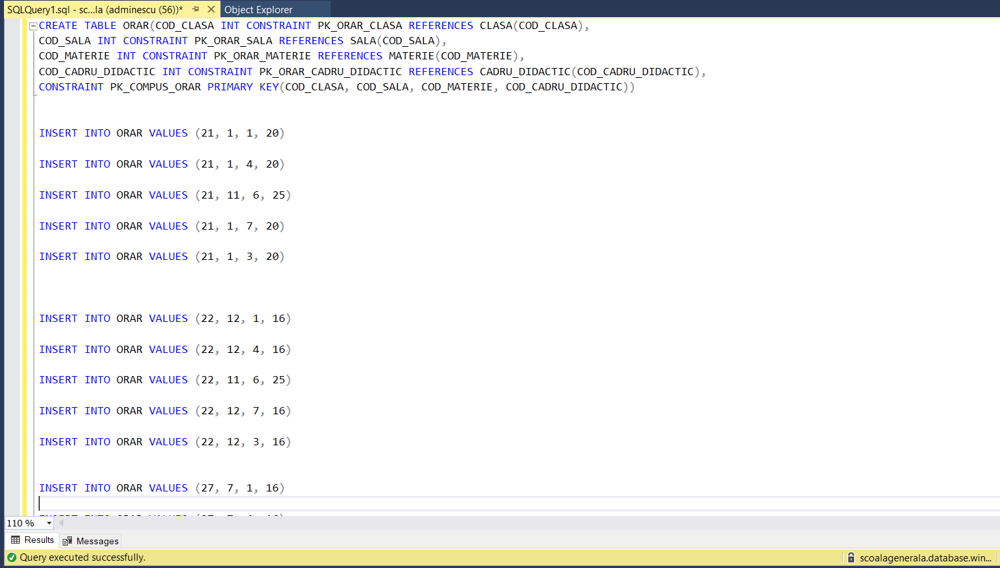 SQLQuery1.sql - sc...la (adminescu (56))* Object Explorer
CREATE TABLE ORAR(COD_CLASA INT CONSTRAINT PK_ORAR_CLASA REFERENCES CLASA(COD_CLASA),
COD_SALA INT CONSTRAINT PK_ORAR_SALA REFERENCES SALA(COD_SALA),
COD_MATERIE INT CONSTRAINT PK_ORAR_MATERIE REFERENCES MATERIE(COD_MATERIE),
COD_CADRU_DIDACTIC INT CONSTRAINT PK_ORAR_CADRU_DIDACTIC REFERENCES CADRU_DIDACTIC(COD_CADRU_DIDACTIC),
CONSTRAINT PK_COMPUS_ORAR PRIMARY KEY(COD_CLASA, COD_SALA, COD_MATERIE, COD_CADRU_DIDACTIC))
INSERT INTO ORAR VALUES (21, 1, 1, 20)
INSERT INTO ORAR VALUES (21, 1, 4, 20)
INSERT INTO ORAR VALUES (21, 11, 6, 25)
INSERT INTO ORAR VALUES (21, 1, 7, 20)
INSERT INTO ORAR VALUES (21, 1, 3, 20)
INSERT INTO ORAR VALUES (22, 12, 1, 16)
INSERT INTO ORAR VALUES (22, 12, 4, 16)
INSERT INTO ORAR VALUES (22, 11, 6, 25)
INSERT INTO ORAR VALUES (22, 12, 7, 16)
INSERT INTO ORAR VALUES (22, 12, 3, 16)
INSERT INTO ORAR VALUES (27, 7, 1, 16)
110 %
Results Messages
Query executed successfully. scoalagenerala.database.win...